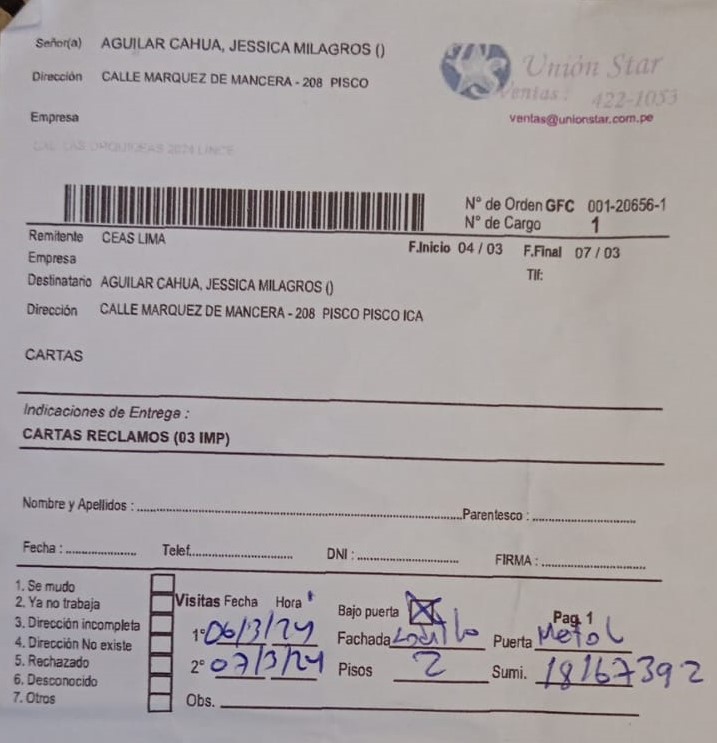 Señor(a) AGUILAR CAHUA, JESSICA MILAGROS ()
Dirección CALLE MARQUEZ DE MANCERA - 208 PISCO
Empresa
Unión Star
Ventas: 422-1053
ventas@unionstar.com.pe
ORQUIDEAS LINCE
N° de Orden GFC 001-20656-1
N° de Cargo 1
Remitente CEAS LIMA
F.Inicio 04 / 03 F.Final 07 / 03
Empresa
Tlf:
Destinatario AGUILAR CAHUA, JESSICA MILAGROS ()
Dirección CALLE MARQUEZ DE MANCERA - 208 PISCO PISCO ICA
CARTAS
Indicaciones de Entrega :
CARTAS RECLAMOS (03 IMP)
Nombre y Apellidos : Parentesco :
Fecha : Telef. DNI : FIRMA :
1. Se mudo
2. Ya no trabaja
3. Dirección incompleta
4. Dirección No existe
5. Rechazado
6. Desconocido
7. Otros
Visitas Fecha Hora
1° 06/3/24
2° 07/3/24
Obs.
Bajo puerta X
Fachada Ladrillo
Pisos 2
Pag. 1
Puerta Metal
Sumi. 18167392